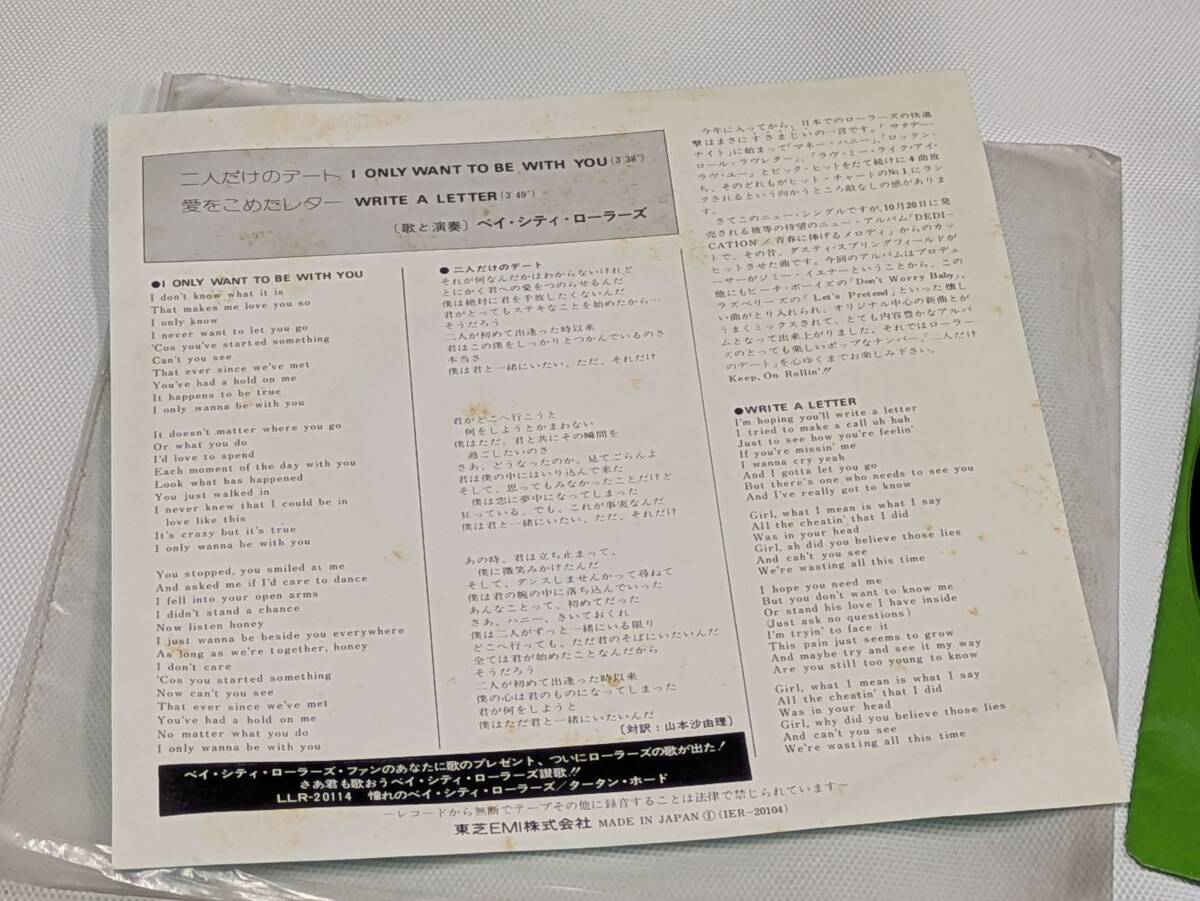 二人だけのデート I ONLY WANT TO BE WITH YOU (3'38")
愛をこめたレター WRITE A LETTER (3'49")
〔歌と演奏〕ベイ・シティ・ローラーズ
●I ONLY WANT TO BE WITH YOU
I don't know what it is
That makes me love you so
I only know
I never want to let you go
'Cos you've started something
Can't you see
That ever since we've met
You've had a hold on me
It happens to be true
I only wanna be with you
It doesn't matter where you go
Or what you do
I'd love to spend
Each moment of the day with you
Look what has happened
You just walked in
I never knew that I could be in
love like this
It's crazy but it's true
I only wanna be with you
You stopped, you smiled at me
And asked me if I'd care to dance
I fell into your open arms
I didn't stand a chance
Now listen honey
I just wanna be beside you everywhere
As long as we're together, honey
I don't care
'Cos you started something
Now can't you see
That ever since we've met
You've had a hold on me
No matter what you do
I only wanna be with you
●二人だけのデート
それが何なんだかはわからないけれど
とにかく君への愛をつのらせるんだ
僕は絶対に君を手放したくないんだ
君がとってもステキなことを始めたから…
そうだろう
二人が初めて出逢った時以来
君はこの僕をしっかりとつかんでいるのさ
本当さ
僕は君と一緒にいたい、ただ、それだけ
君がどこへ行こうと
何をしようとかまわない
僕はただ、君と共にその瞬間を
過ごしたいのさ
さあ、どうなったのか、見てごらんよ
君は僕の中にはいり込んで来た
そして、思ってもみなかったことだけど
僕は恋に夢中になってしまった
狂っている、でも、これが事実なんだ
僕は君と一緒にいたい、ただ、それだけ
あの時、君は立ち止まって、
僕に微笑みかけたんだ
そして、ダンスしませんかって尋ねて
僕は君の腕の中に落ち込んでいった
あんなことって、初めてだった
さあ、ハニー、きいておくれ
僕は二人がずっと一緒にいる限り
どこへ行っても、ただ君のそばにいたいんだ
全ては君が始めたことなんだから
そうだろう
二人が初めて出逢った時以来
僕の心は君のものになってしまった
君が何をしようと
僕はただ君と一緒にいたいんだ
〔対訳：山本沙由理〕
今年に入ってから、日本でのローラーズの快進
撃はまさにすさまじいの一言です。「サタデー・
ナイト」に始まって「マネー・ハニー」、「ロックン・
ロール・ラヴレター」、「ラヴ・ミー・ライク・アイ・
ラヴ・ユー」とビック・ヒットをたて続けに4曲放
ち、そのどれもがヒット・チャートのNo.1にラン
クされるという向かうところ敵なしの感がありま
す。
さてこのニュー・シングルですが、10月20日に発
売される彼等の待望のニュー・アルバム「DEDI-
CATION／青春に捧げるメロディ」からのカッ
トで、その昔、ダスティ・スプリングフィールドが
ヒットさせた曲です。今回のアルバムはプロデュ
ーサーがジミー・イエナーということから、この
他にもビーチ・ボーイズの「Don't Worry Baby」、
ラズベリーズの「Let's Pretend」といった懐し
い曲がとり入れられ、オリジナル中心の新曲とが
うまくミックスされて、とても内容豊かなアルバ
ムとなって出来上がりました。それではローラー
ズのとっても楽しいポップなナンバー、「二人だけ
のデート」を心ゆくまでお楽しみ下さい。
Keep, On Rollin'!!
●WRITE A LETTER
I'm hoping you'll write a letter
I tried to make a call uh huh
Just to see how you're feelin'
If you're missin' me
I wanna cry yeah
And I gotta let you go
But there's one who needs to see you
And I've really got to know
Girl, what I mean is what I say
All the cheatin' that I did
Was in your head
Girl, ah did you believe those lies
And can't you see
We're wasting all this time
I hope you need me
But you don't want to know me
Or stand his love I have inside
(Just ask no questions)
I'm tryin' to face it
This pain just seems to grow
And maybe try and see it my way
Are you still too young to know
Girl, what I mean is what I say
All the cheatin' that I did
Was in your head
Girl, why did you believe those lies
And can't you see
We're wasting all this time
ベイ・シティ・ローラーズ・ファンのあなたに歌のプレゼント、ついにローラーズの歌が出た！
さあ君も歌おうベイ・シティ・ローラーズ讃歌!!
LLR-20114 憧れのベイ・シティ・ローラーズ／タータン・ホード
—レコードから無断でテープその他に録音することは法律で禁じられています—
東芝EMI株式会社 MADE IN JAPAN ① (IER-20104)